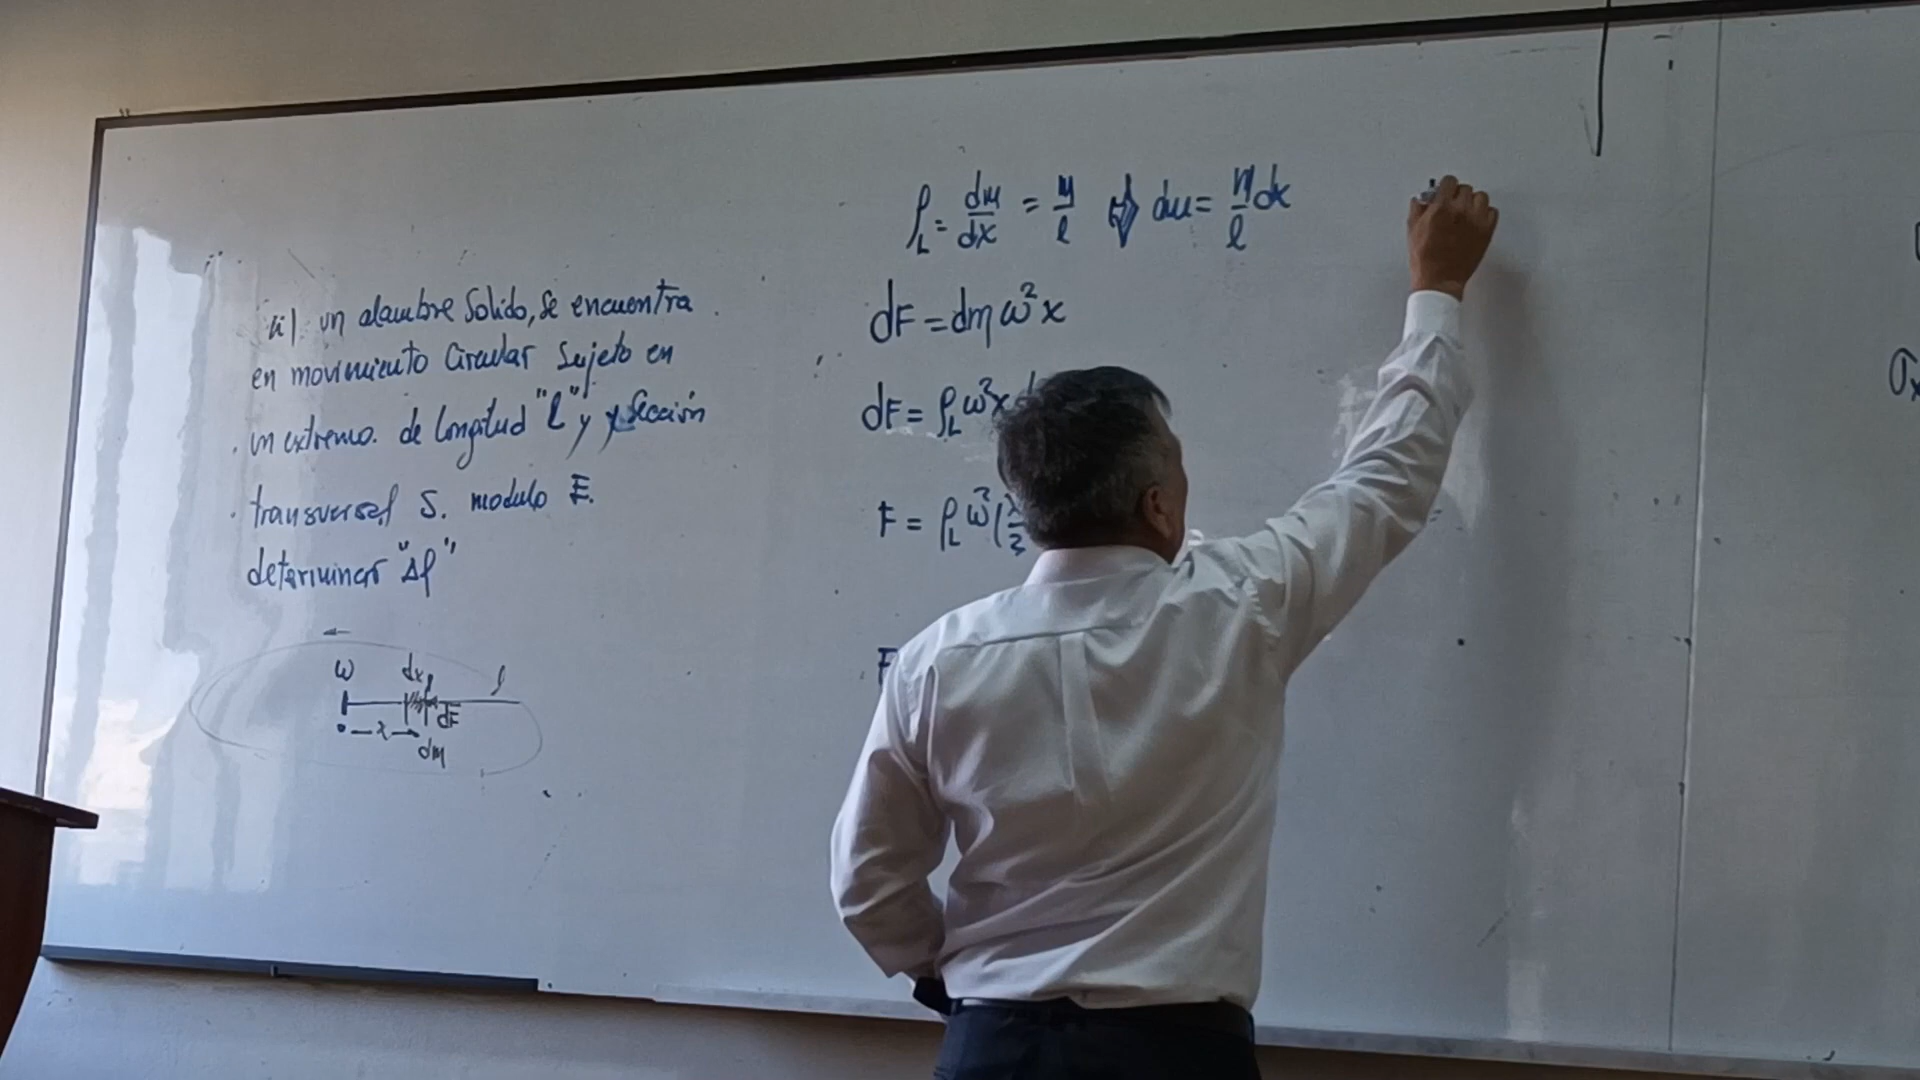 ii) un alambre solido, se encuentra
en movimiento Circular sujeto en
un extremo. de longitud "l" y sección
transversal S. modulo E.
determinar "Δl"
ω dx l
dF
x
dm
ρL = dm/dx = m/l ⇒ dm = m/l dx
dF = dm ω² x
dF = ρL ω² x
F = ρL ω² (
F
σx